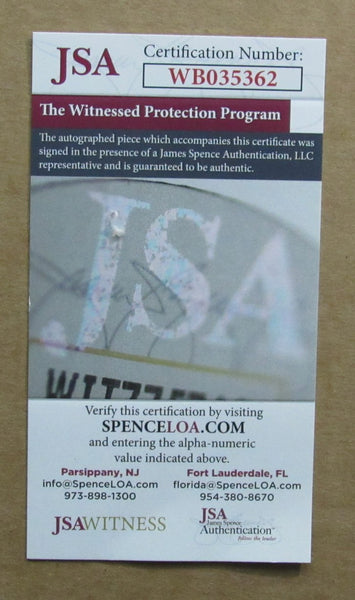 JSA
Certification Number:
WB035362
The Witnessed Protection Program
The autographed piece which accompanies this certificate was
signed in the presence of a James Spence Authentication, LLC
representative and is guaranteed to be authentic.
JSA
Verify this certification by visiting
SPENCELOA.COM
and entering the alpha-numeric
value indicated above.
Parsippany, NJ
info@SpenceLOA.com
973-898-1300
Fort Lauderdale, FL
florida@SpenceLOA.com
954-380-8670
JSAWITNESS
JSA
James Spence
Authentication
follow the leader